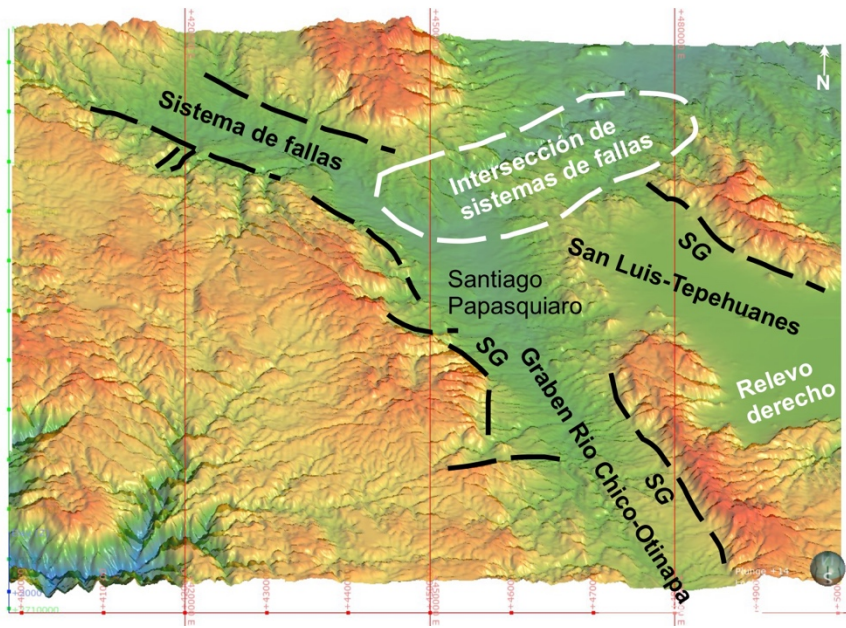 N
Sistema de fallas
Intersección de
sistemas de fallas
SG
San Luis-Tepehuanes
Santiago
Papasquiaro
SG
Graben Rio Chico-Otinapa
Relevo
derecho
SG